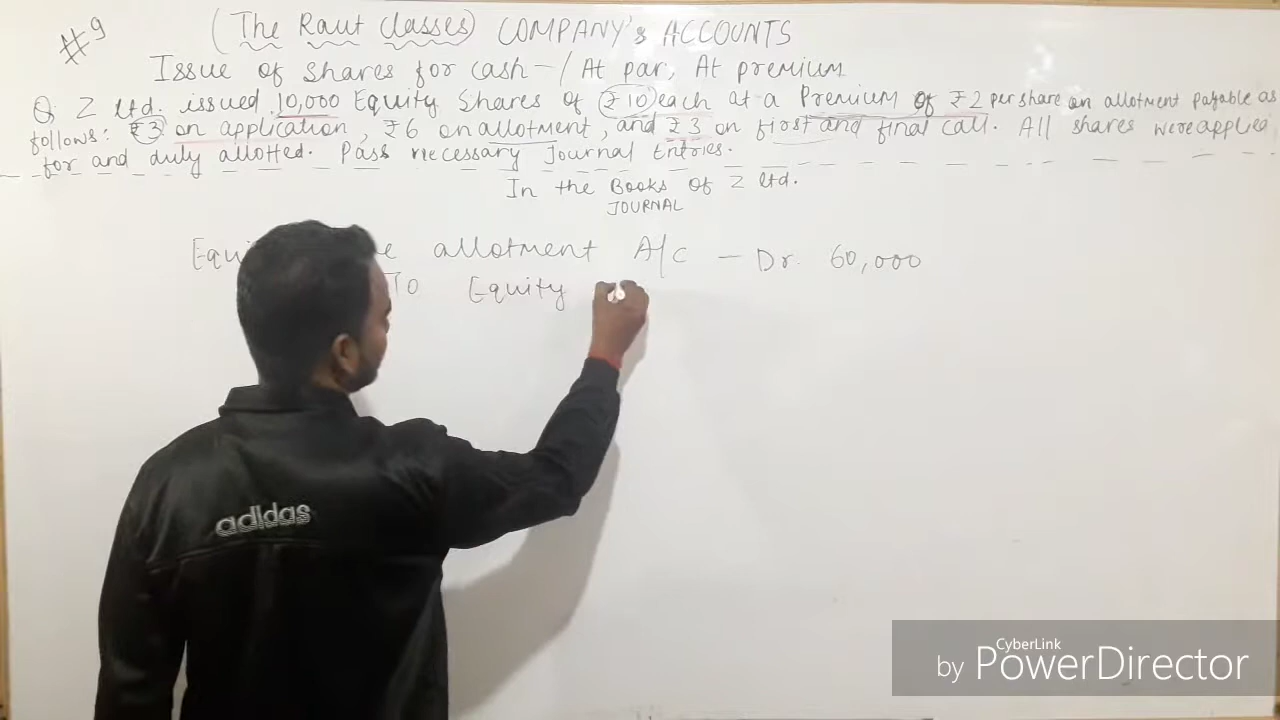 #9 (The Raut Classes) COMPANY's ACCOUNTS
Issue of Shares for cash - / At par, At premium
Q. Z ltd. issued 10,000 Equity Shares of ₹10 each at a Premium of ₹2 per share on allotment payable as
follows: ₹3 on application, ₹6 on allotment, and ₹3 on first and final call. All shares were applied
for and duly allotted. Pass necessary Journal Entries.
In the Books of Z ltd.
JOURNAL
allotment A/C - Dr. 60,000
To Equity
adidas
CyberLink
by PowerDirector